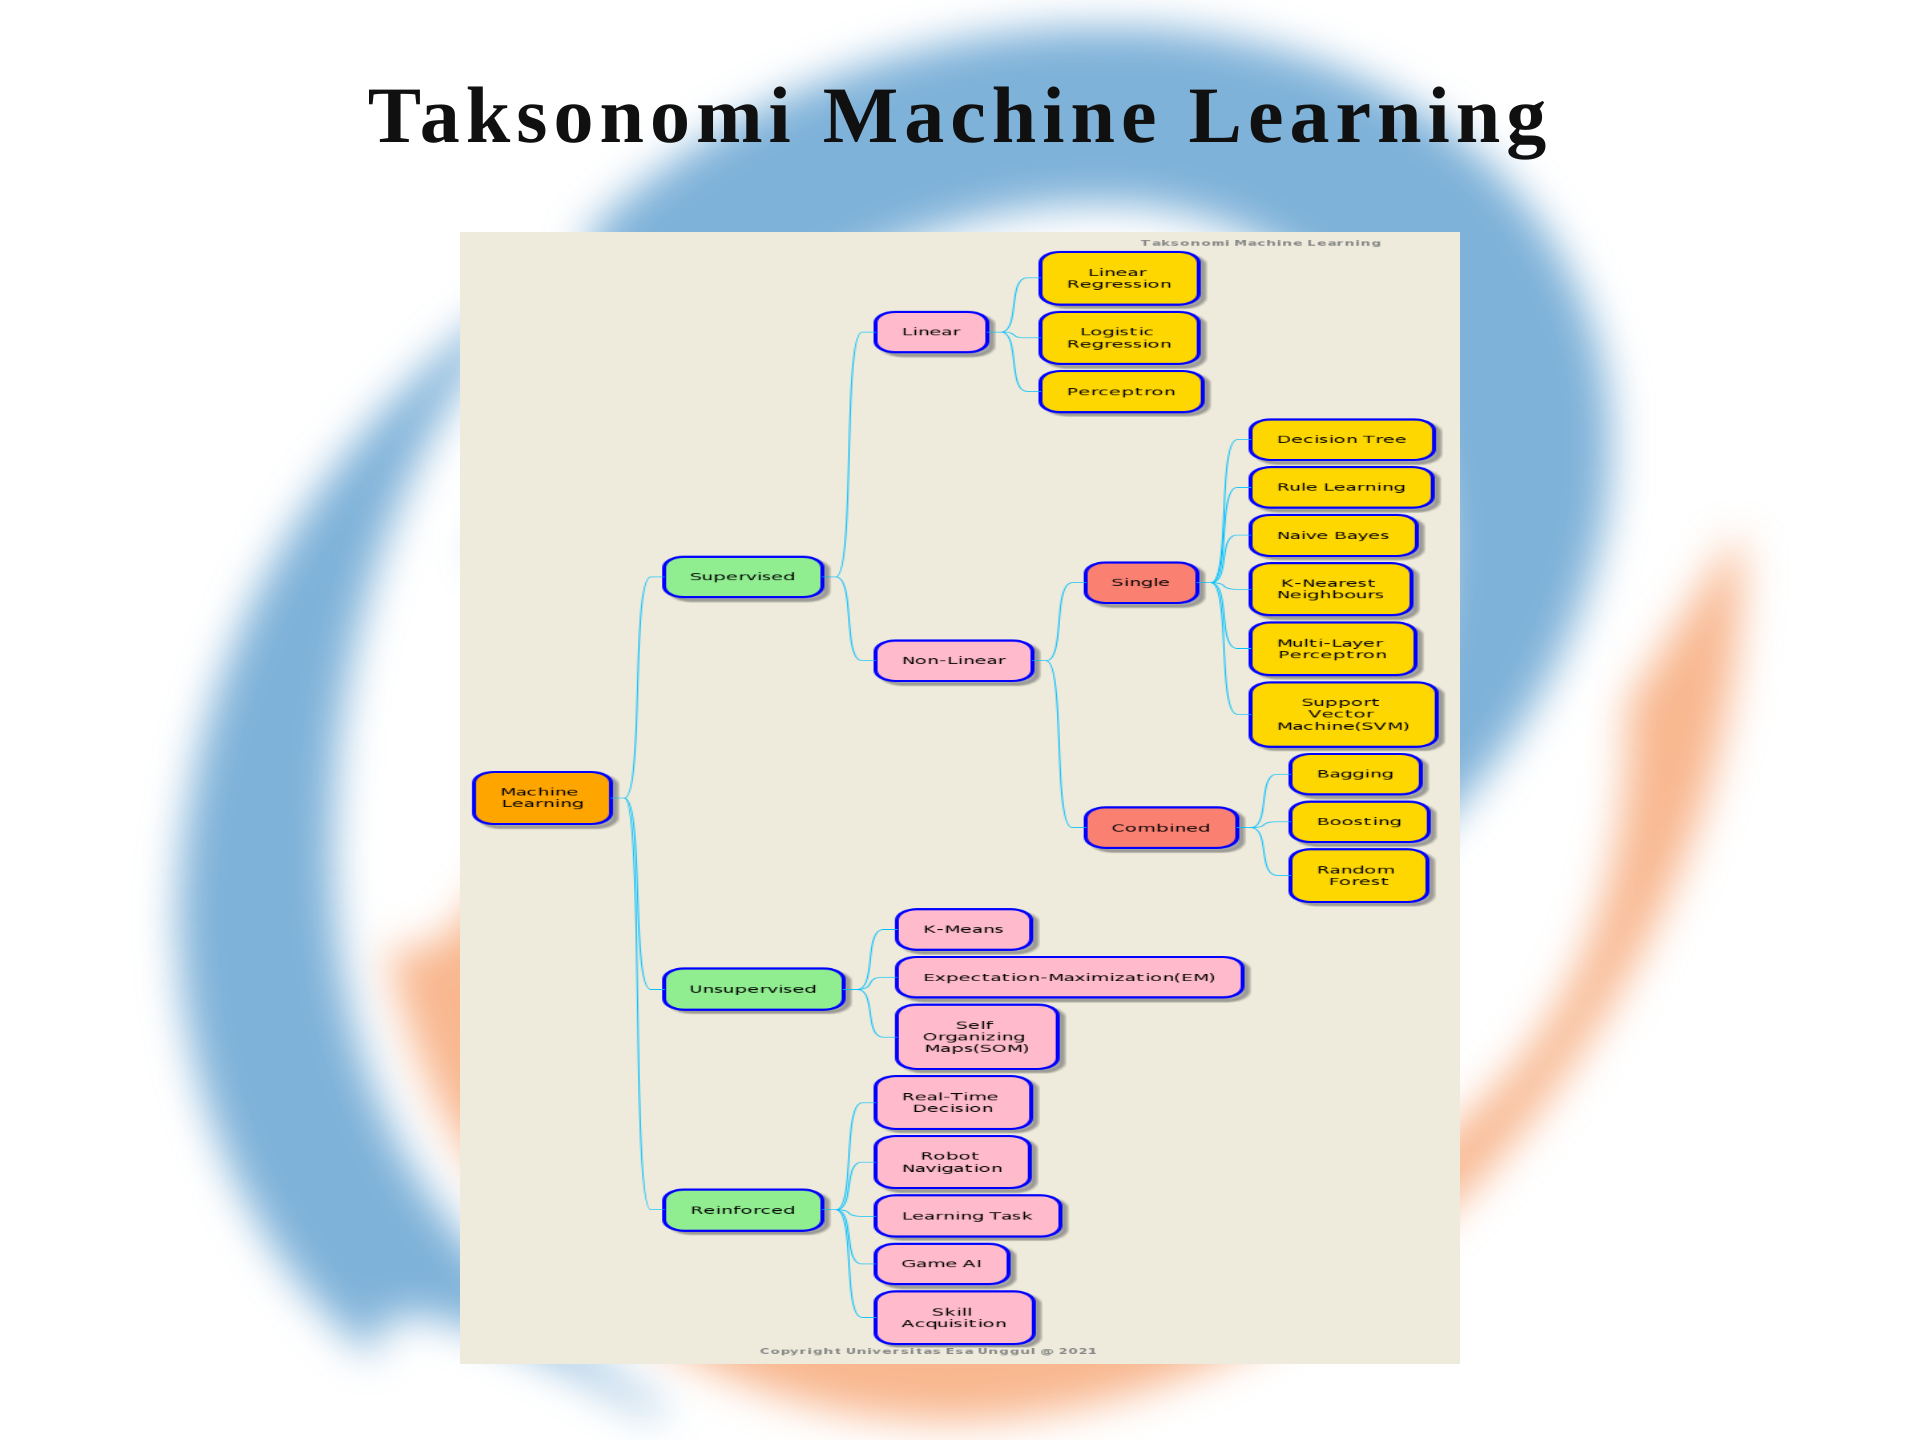 Taksonomi Machine Learning
Taksonomi Machine Learning
Linear
Regression
Linear
Logistic
Regression
Perceptron
Decision Tree
Rule Learning
Naive Bayes
Supervised
Single
K-Nearest
Neighbours
Non-Linear
Multi-Layer
Perceptron
Support
Vector
Machine(SVM)
Bagging
Machine
Learning
Combined
Boosting
Random
Forest
K-Means
Unsupervised
Expectation-Maximization(EM)
Self
Organizing
Maps(SOM)
Real-Time
Decision
Robot
Navigation
Reinforced
Learning Task
Game AI
Skill
Acquisition
Copyright Universitas Esa Unggul @ 2021